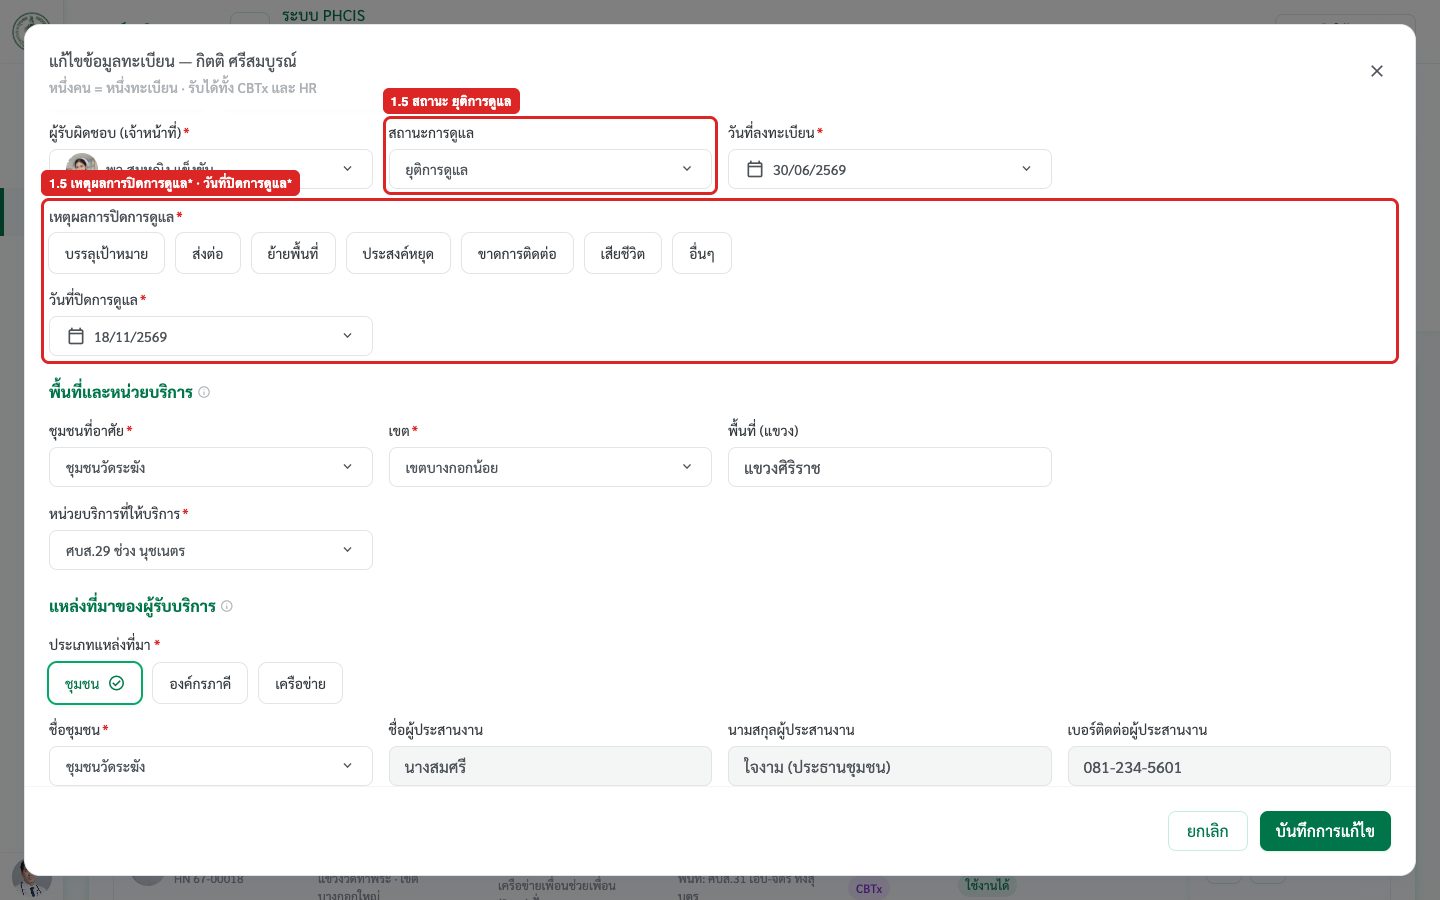 ระบบ PHCIS
แก้ไขข้อมูลทะเบียน — กิตติ ศรีสมบูรณ์
หนึ่งคน = หนึ่งทะเบียน · รับได้ทั้ง CBTx และ HR
1.5 สถานะ ยุติการดูแล
ผู้รับผิดชอบ (เจ้าหน้าที่) *
สถานะการดูแล
วันที่ลงทะเบียน *
ยุติการดูแล
30/06/2569
1.5 เหตุผลการปิดการดูแล* · วันที่ปิดการดูแล*
เหตุผลการปิดการดูแล *
บรรลุเป้าหมาย
ส่งต่อ
ย้ายพื้นที่
ประสงค์หยุด
ขาดการติดต่อ
เสียชีวิต
อื่นๆ
วันที่ปิดการดูแล *
18/11/2569
พื้นที่และหน่วยบริการ
ชุมชนที่อาศัย *
เขต *
พื้นที่ (แขวง)
ชุมชนวัดระฆัง
เขตบางกอกน้อย
แขวงศิริราช
หน่วยบริการที่ให้บริการ *
ศบส.29 ช่วง นุชเนตร
แหล่งที่มาของผู้รับบริการ
ประเภทแหล่งที่มา *
ชุมชน
องค์กรภาคี
เครือข่าย
ชื่อชุมชน *
ชื่อผู้ประสานงาน
นามสกุลผู้ประสานงาน
เบอร์ติดต่อผู้ประสานงาน
ชุมชนวัดระฆัง
นางสมศรี
ใจงาม (ประธานชุมชน)
081-234-5601
ยกเลิก
บันทึกการแก้ไข
HN 67-00018
เครือข่ายเพื่อนช่วยเพื่อน
CBTx
ใช้งานได้